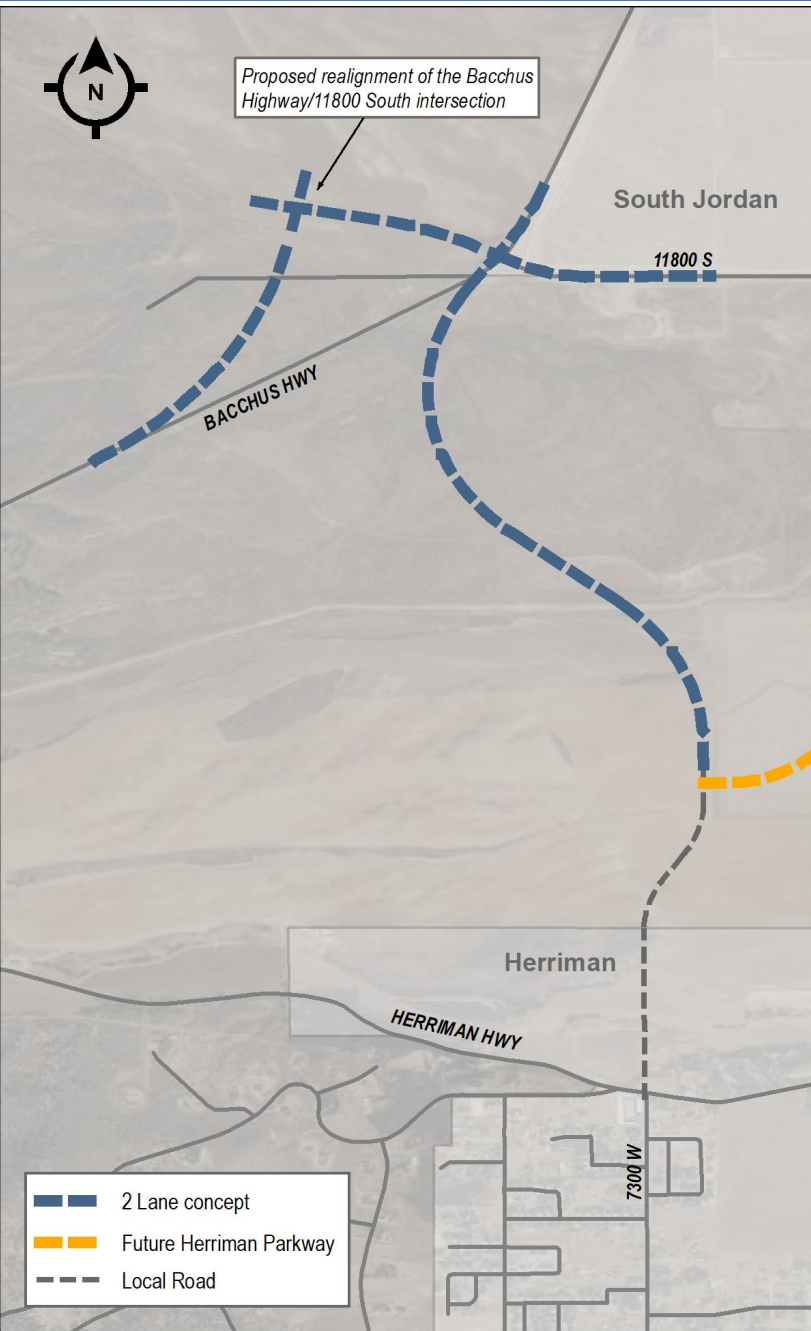 N
Proposed realignment of the Bacchus
Highway/11800 South intersection
South Jordan
11800 S
BACCHUS HWY
Herriman
HERRIMAN HWY
7300 W
2 Lane concept
Future Herriman Parkway
Local Road